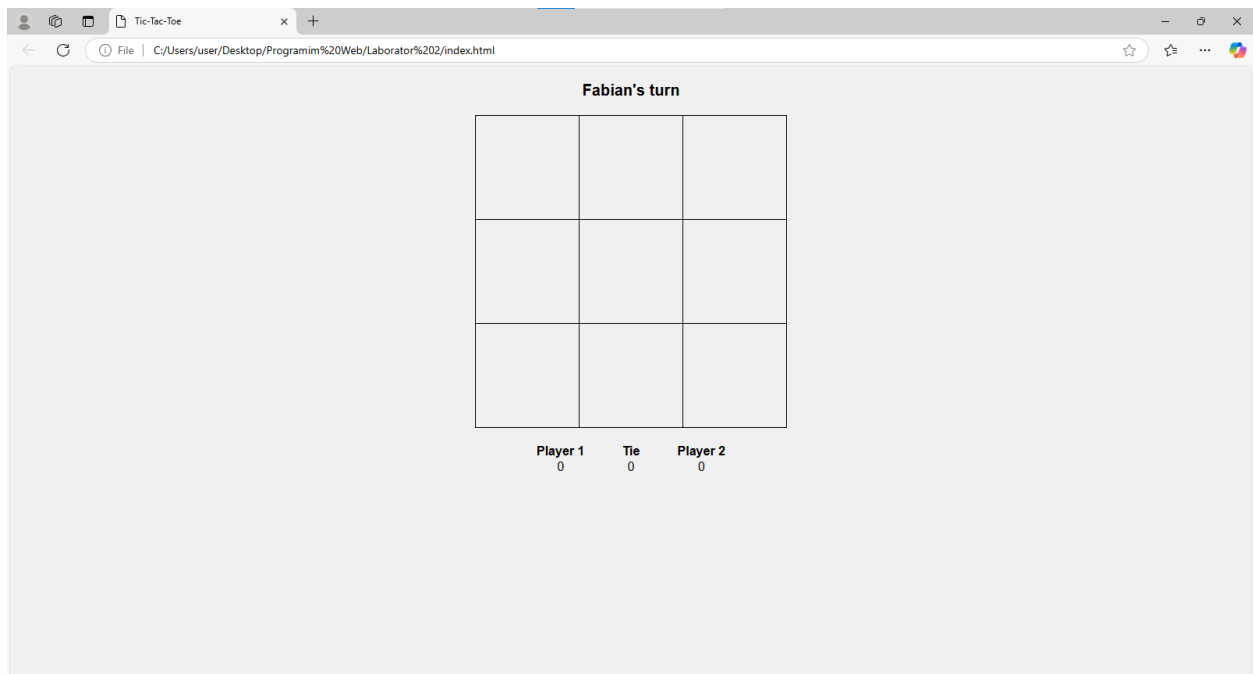 Tic-Tac-Toe
File | C:/Users/user/Desktop/Programim%20Web/Laborator%202/index.html
Fabian's turn
Player 1 Tie Player 2
0 0 0